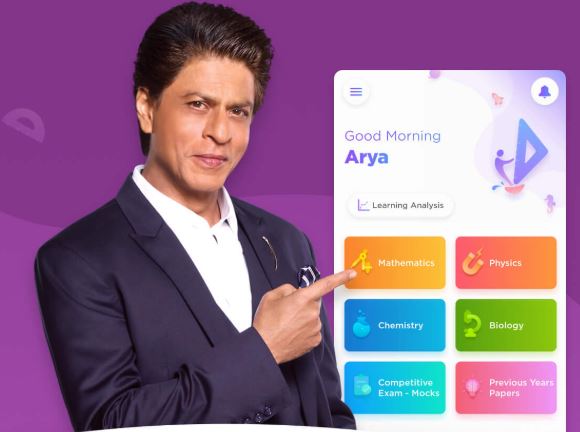 Good Morning
Arya
Learning Analysis
Mathematics
Physics
Chemistry
Biology
Competitive
Exam - Mocks
Previous Years
Papers